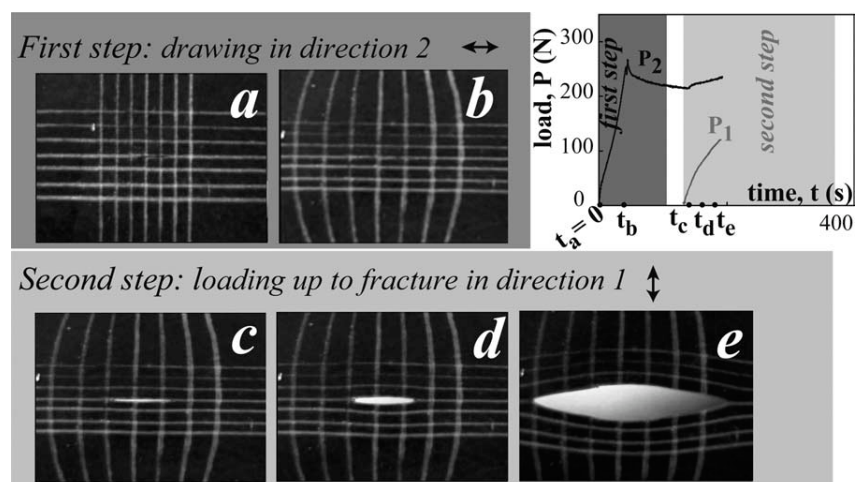 First step: drawing in direction 2
a
b
300
200
100
0
load, P (N)
first step
P2
P1
second step
time, t (s)
400
ta = 0
tb
tc
td
te
Second step: loading up to fracture in direction 1
c
d
e